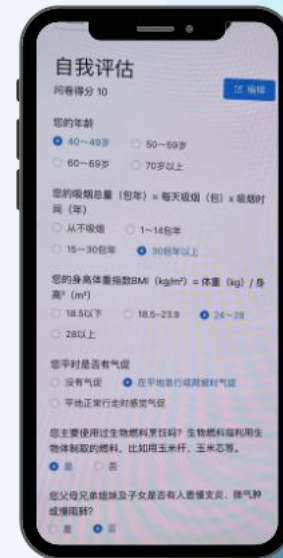 自我评估
问卷得分 10
编辑
您的年龄
40~49岁 50~59岁
60~69岁 70岁以上
您的吸烟总量（包年）= 每天吸烟（包）x 吸烟时
间（年）
从不吸烟 1~14包年
15~30包年 30包年以上
您的身高体重指数BMI（kg/m²）= 体重（kg）/ 身
高²（m²）
18.5以下 18.5-23.9 24~28
28以上
您平时是否有气促
没有气促 在平地急行或爬坡时气促
平地正常行走时感觉气促
您主要使用过生物燃料烹饪吗？生物燃料指利用生
物体制取的燃料。比如用玉米杆、玉米芯等。
是 否
您父母兄弟姐妹及子女是否有人患慢支炎、肺气肿
或慢阻肺？
是 否